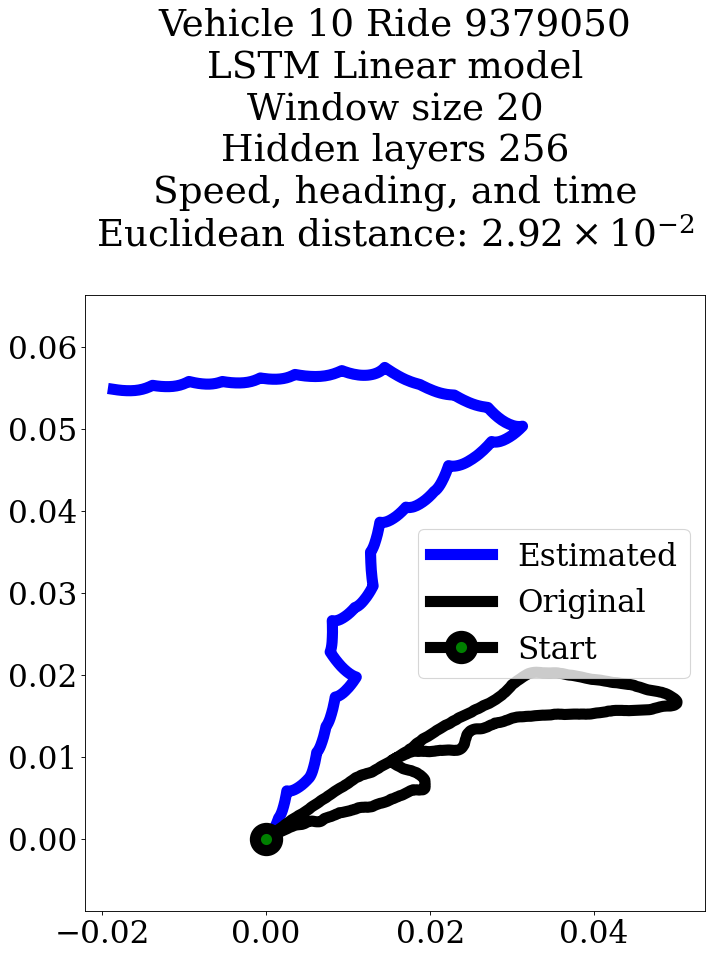 Vehicle 10 Ride 9379050
LSTM Linear model
Window size 20
Hidden layers 256
Speed, heading, and time
Euclidean distance: 2.92 × 10⁻²
0.06
0.05
0.04
0.03
0.02
0.01
0.00
Estimated
Original
Start
−0.02 0.00 0.02 0.04